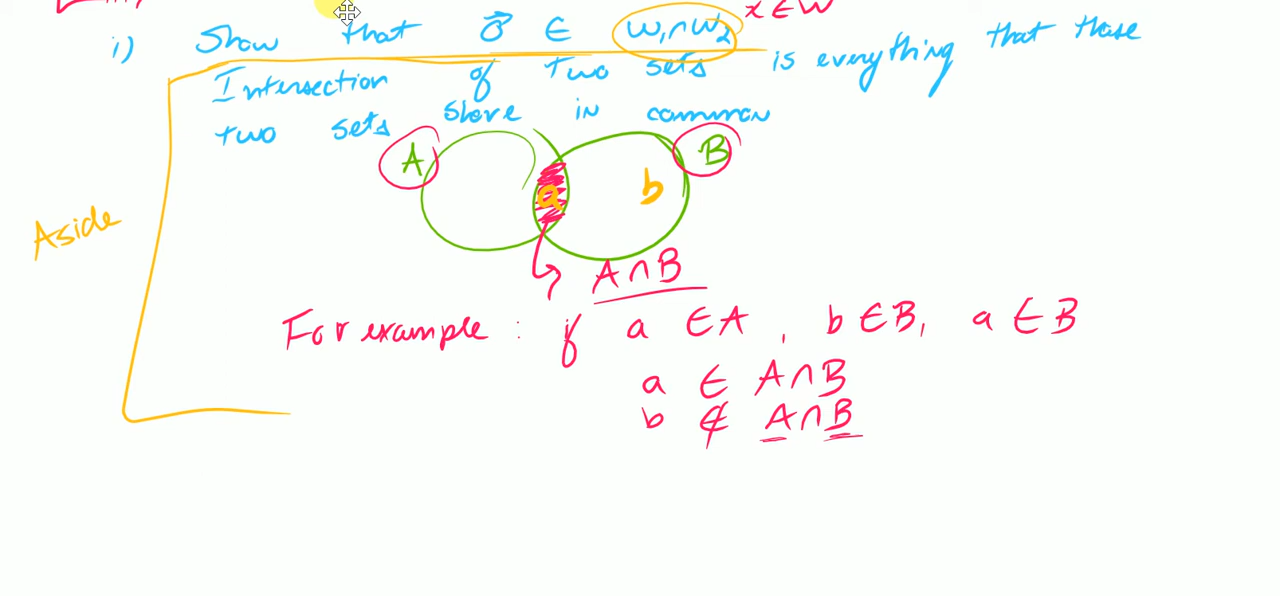 x ∈ W
i) Show that 0⃗ ∈ W₁∩W₂
Intersection of two sets is everything that these
two sets share in common
A B
a b
Aside
A∩B
For example : if a ∈ A , b ∈ B, a ∈ B
a ∈ A∩B
b ∉ A∩B